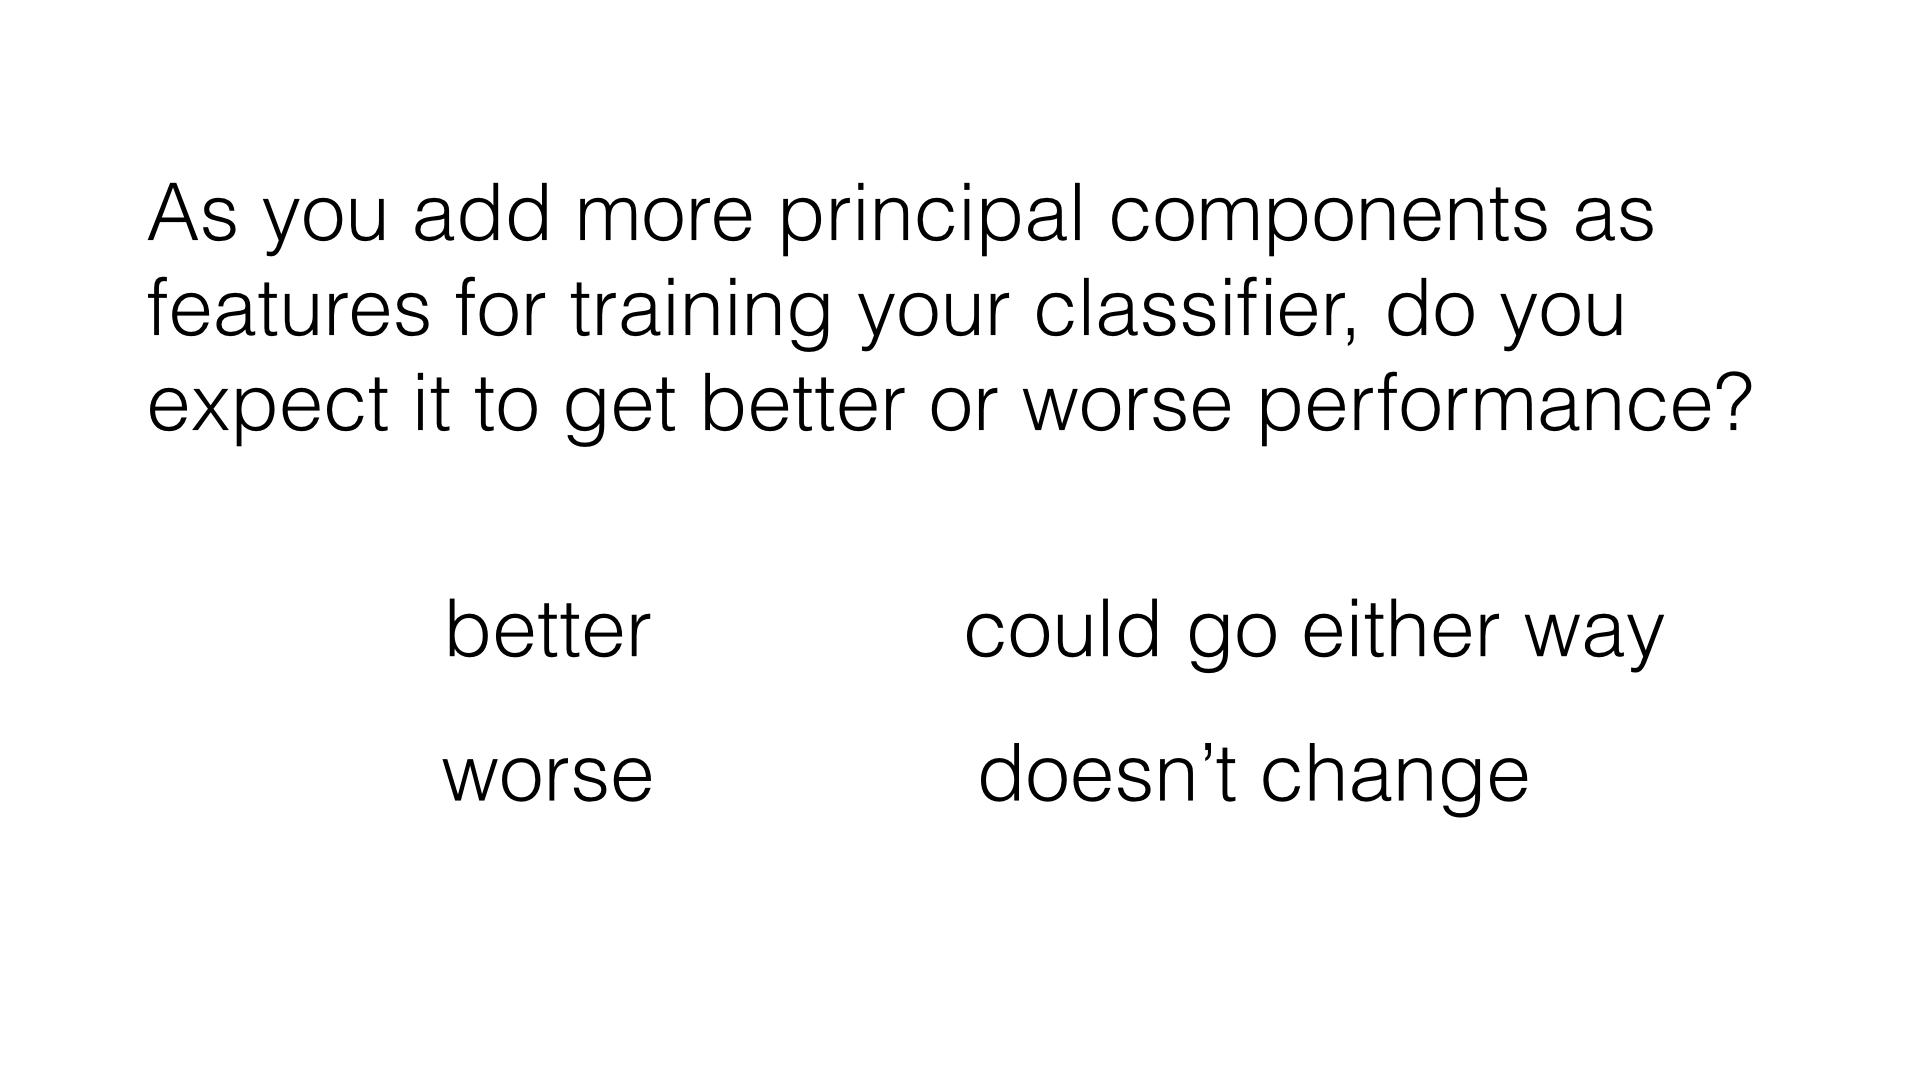 As you add more principal components as
features for training your classifier, do you
expect it to get better or worse performance?
better
could go either way
worse
doesn’t change